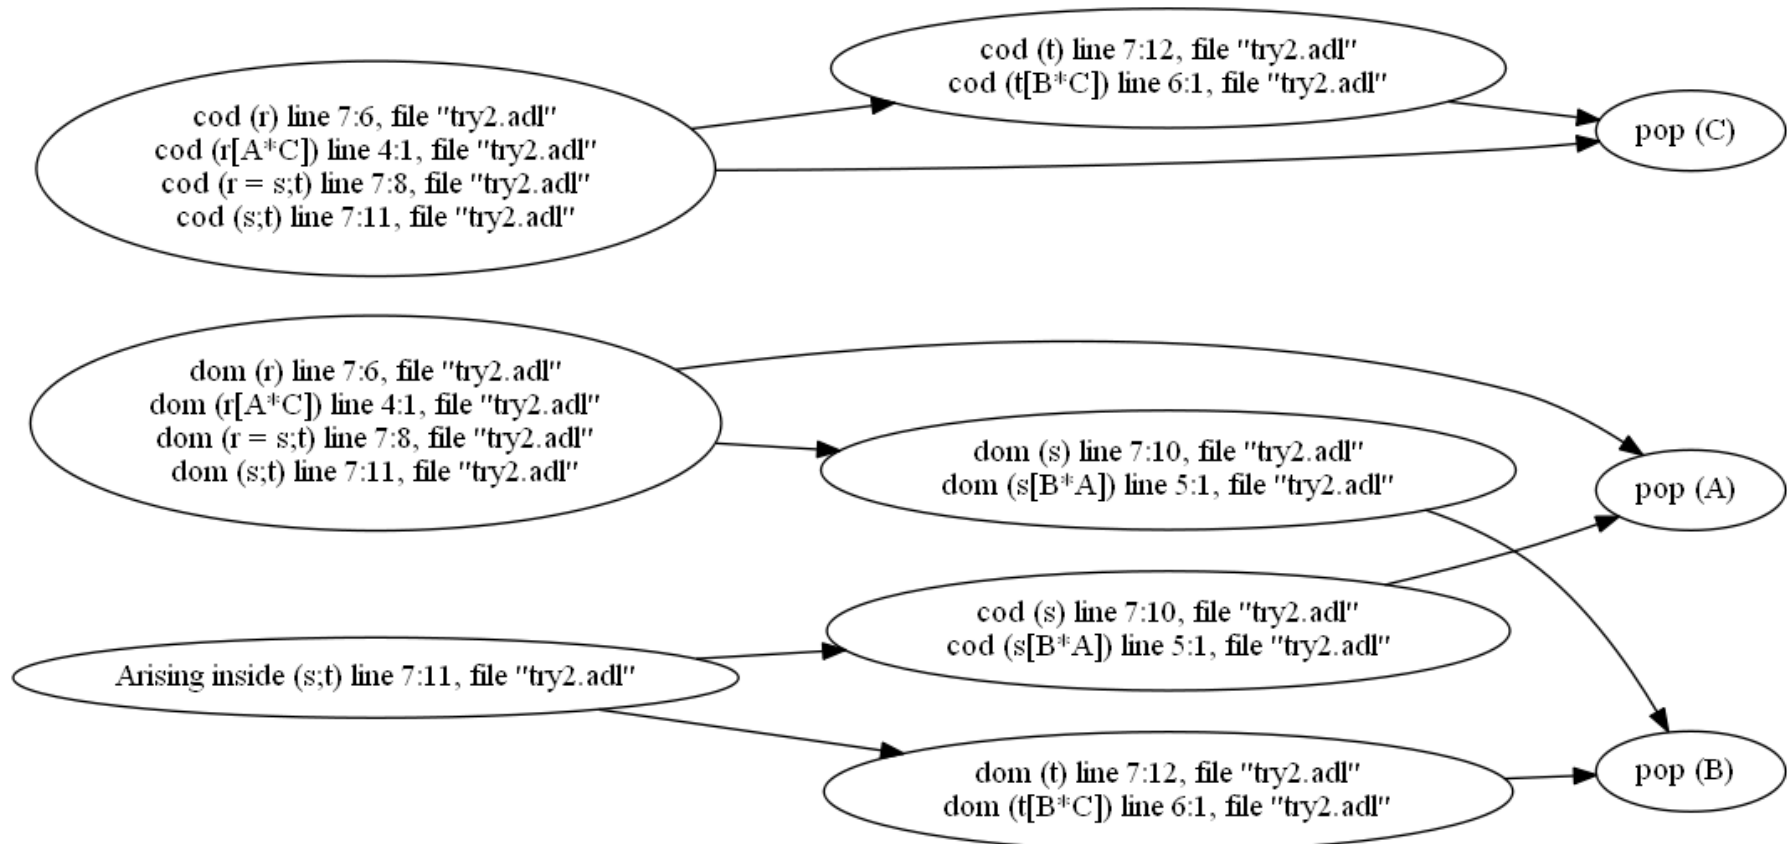 cod (t) line 7:12, file "try2.adl"
cod (t[B*C]) line 6:1, file "try2.adl"
cod (r) line 7:6, file "try2.adl"
cod (r[A*C]) line 4:1, file "try2.adl"
cod (r = s;t) line 7:8, file "try2.adl"
cod (s;t) line 7:11, file "try2.adl"
pop (C)
dom (r) line 7:6, file "try2.adl"
dom (r[A*C]) line 4:1, file "try2.adl"
dom (r = s;t) line 7:8, file "try2.adl"
dom (s;t) line 7:11, file "try2.adl"
dom (s) line 7:10, file "try2.adl"
dom (s[B*A]) line 5:1, file "try2.adl"
pop (A)
cod (s) line 7:10, file "try2.adl"
cod (s[B*A]) line 5:1, file "try2.adl"
Arising inside (s;t) line 7:11, file "try2.adl"
dom (t) line 7:12, file "try2.adl"
dom (t[B*C]) line 6:1, file "try2.adl"
pop (B)